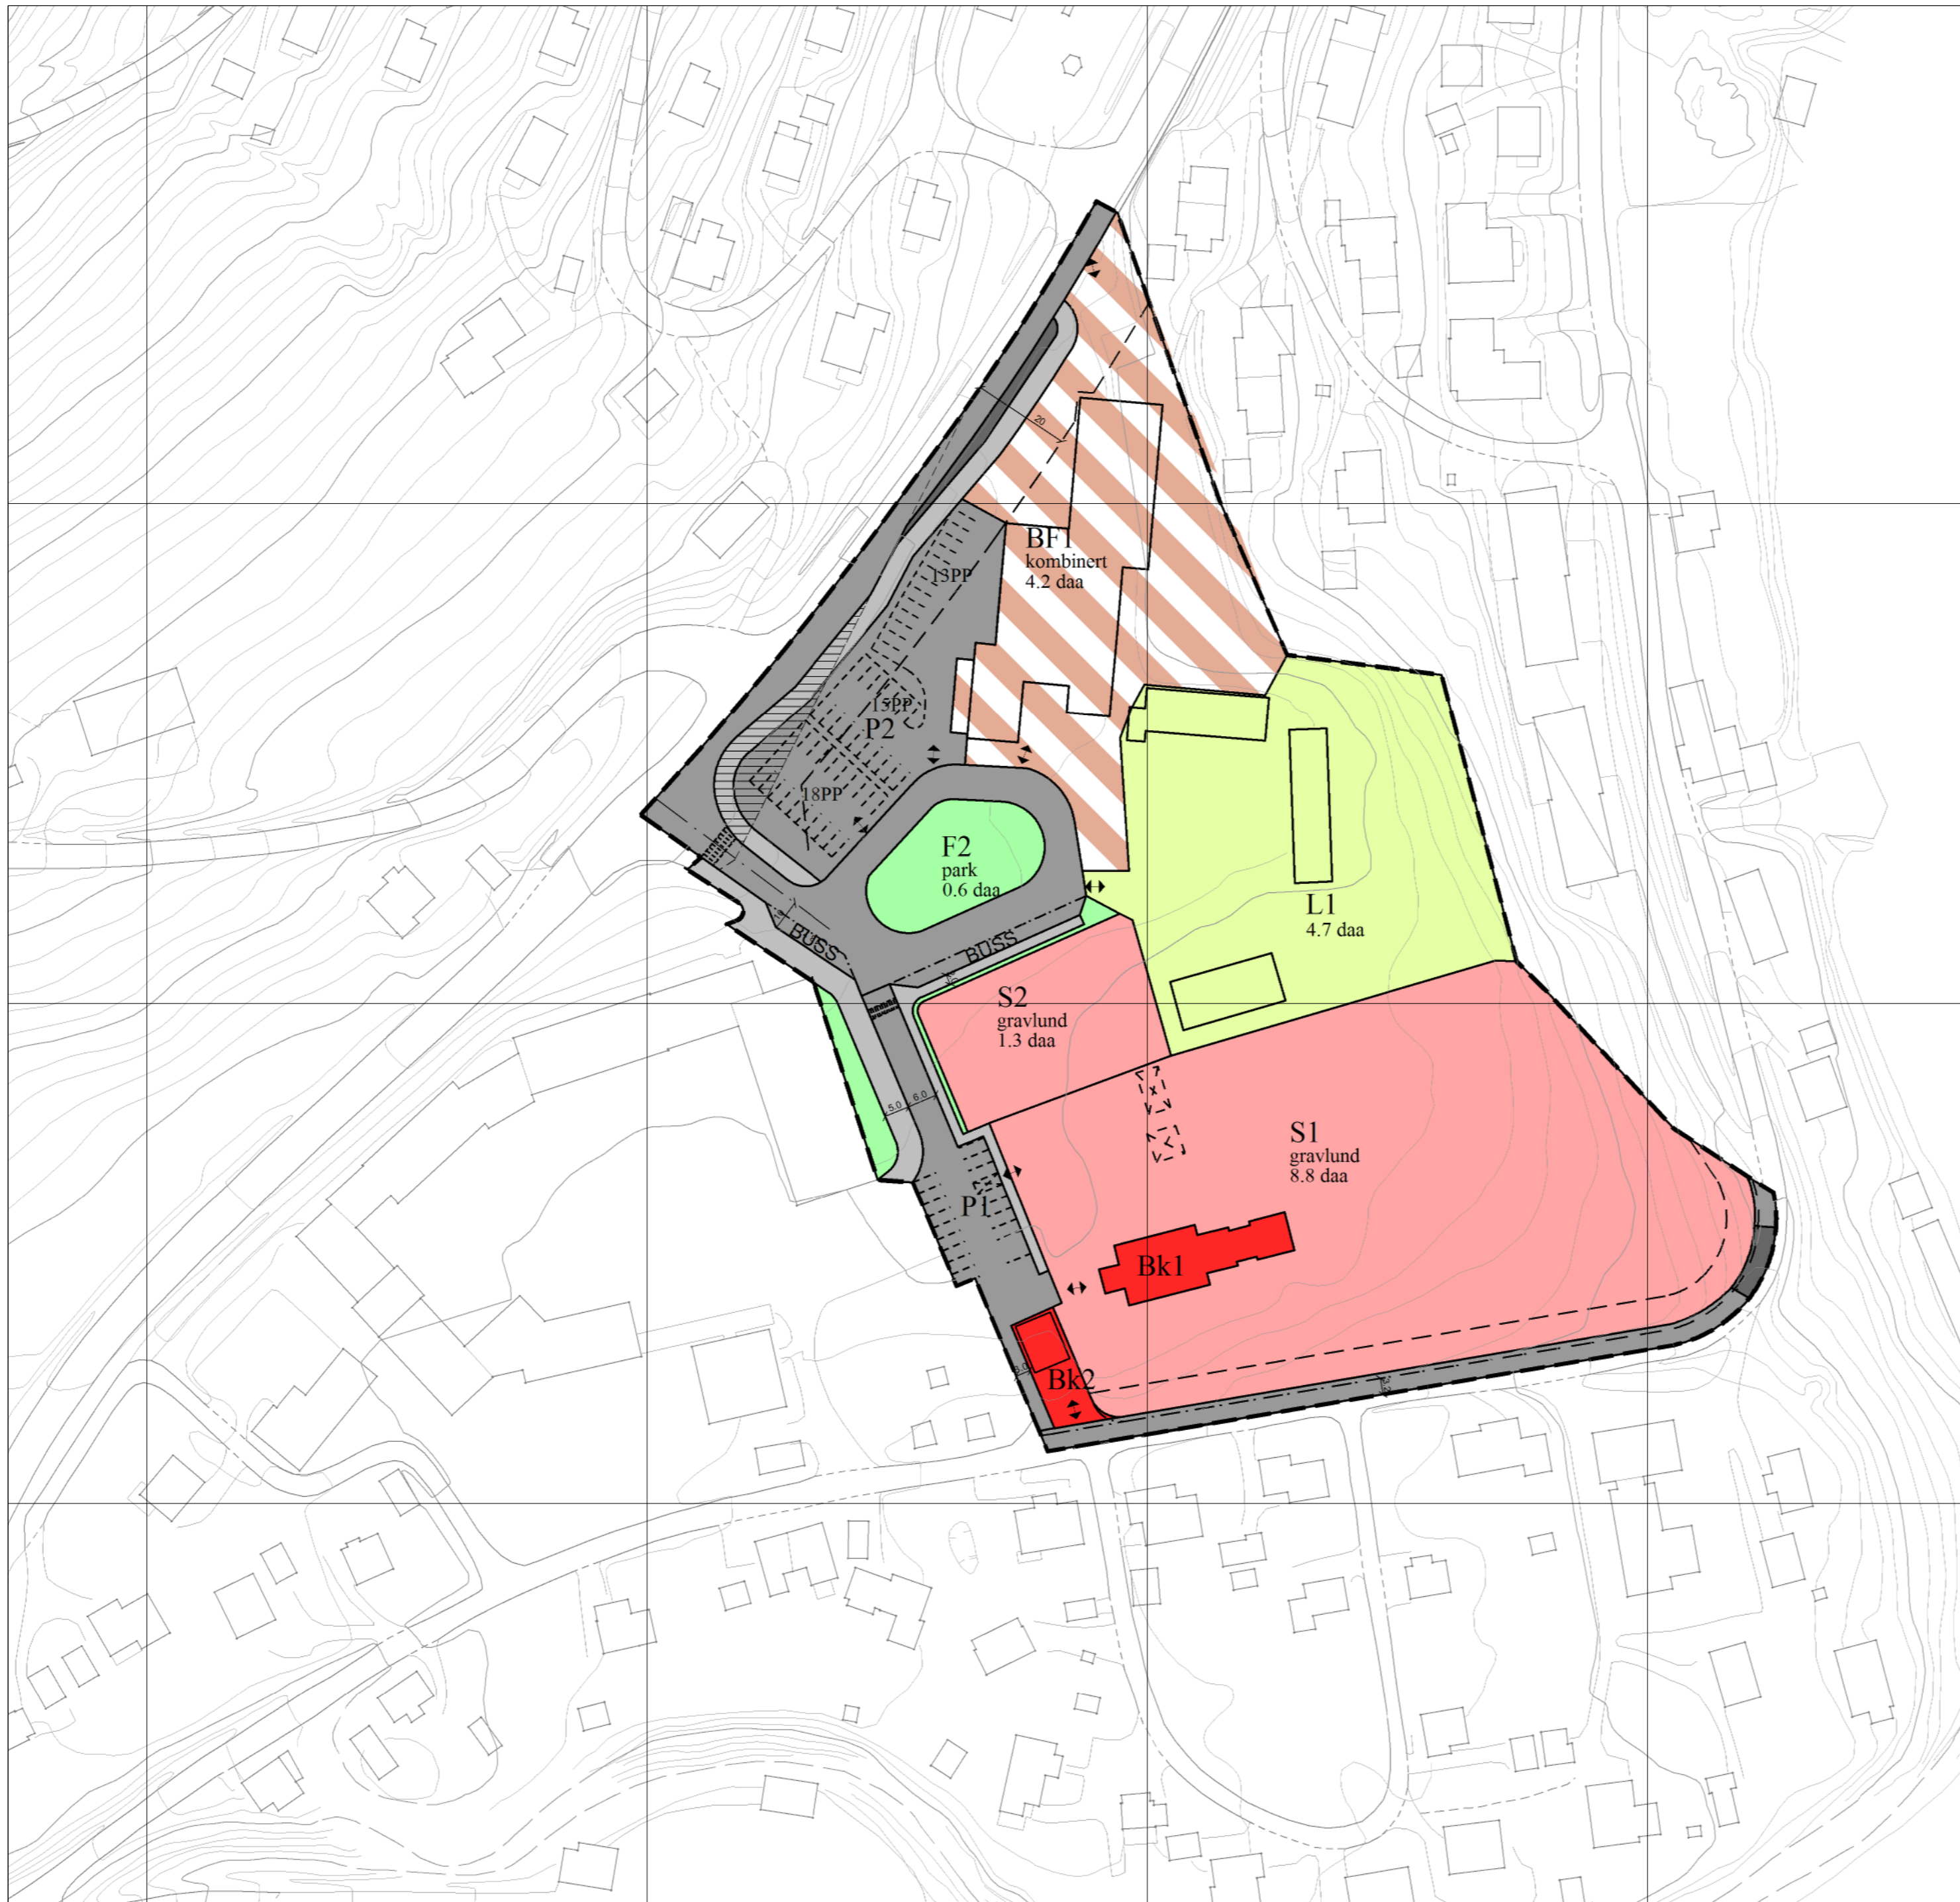 20
BF1
kombinert
4.2 daa
13PP
15PP
P2
18PP
F2
park
0.6 daa
L1
4.7 daa
BUSS
BUSS
S2
gravlund
1.3 daa
5.0
6.0
S1
gravlund
8.8 daa
P1
Bk1
Bk2